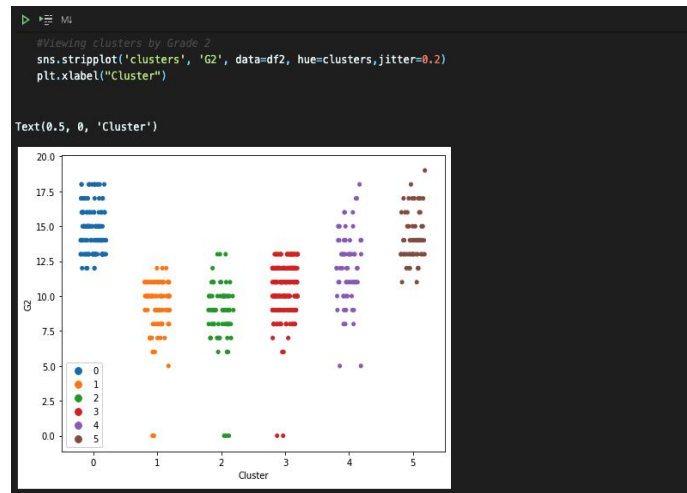 M↓
#Viewing clusters by Grade 2
sns.stripplot('clusters', 'G2', data=df2, hue=clusters,jitter=0.2)
plt.xlabel("Cluster")
Text(0.5, 0, 'Cluster')
20.0
17.5
15.0
12.5
10.0
7.5
5.0
2.5
0.0
G2
0
1
2
3
4
5
0 1 2 3 4 5
Cluster